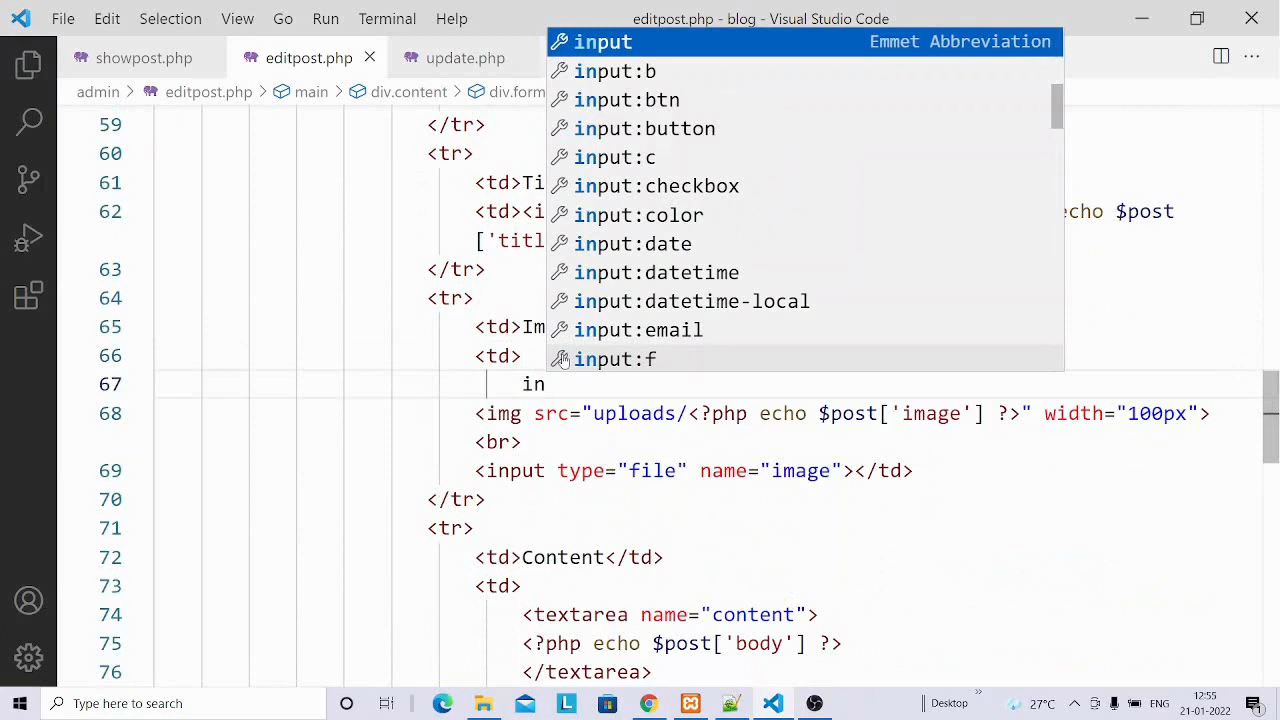 File Edit Selection View Go Run Terminal Help editpost.php - blog - Visual Studio Code
showpost.php editpost.php update.php
admin editpost.php main div.content div.form
input Emmet Abbreviation
input:b
input:btn
input:button
input:c
input:checkbox
input:color
input:date
input:datetime
input:datetime-local
input:email
input:f
59 </tr>
60 <tr>
61 <td>Ti
62 <td><i echo $post
['titl
63 </tr>
64 <tr>
65 <td>Im
66 <td>
67 in
68 <img src="uploads/<?php echo $post['image'] ?>" width="100px">
<br>
69 <input type="file" name="image"></td>
70 </tr>
71 <tr>
72 <td>Content</td>
73 <td>
74 <textarea name="content">
75 <?php echo $post['body'] ?>
76 </textarea>
Type here to search Desktop 27°C 12:55
21-01-2022